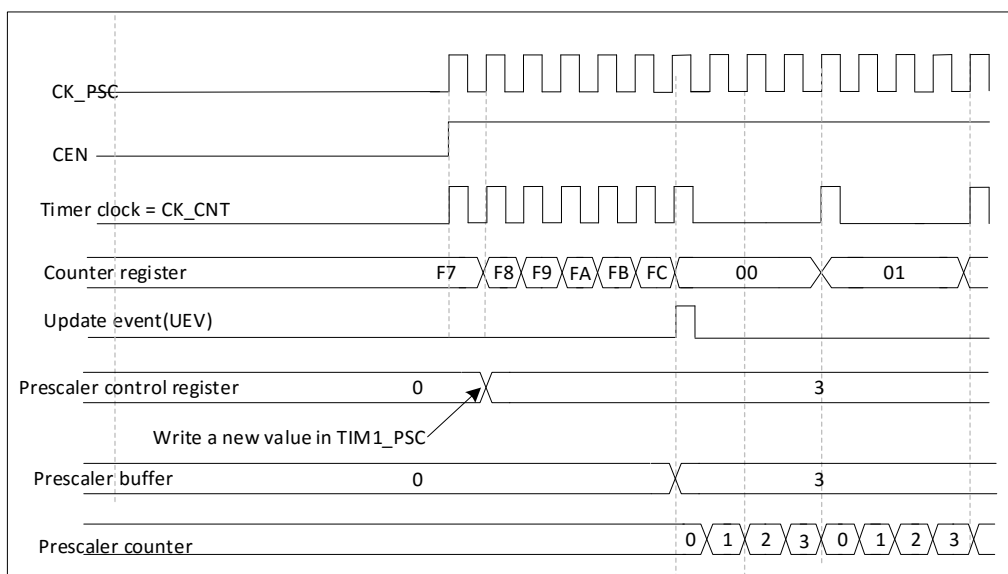 CK_PSC
CEN
Timer clock = CK_CNT
Counter register F7 F8 F9 FA FB FC 00 01
Update event(UEV)
Prescaler control register 0 3
Write a new value in TIM1_PSC
Prescaler buffer 0 3
Prescaler counter 0 1 2 3 0 1 2 3